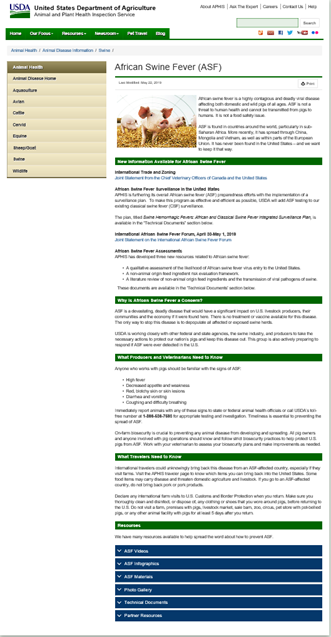 USDA United States Department of Agriculture
Animal and Plant Health Inspection Service
About APHIS Ask The Expert Careers Contact Us Help
Search
Home Our Focus Resources Newsroom Pet Travel Blog
Animal Health / Animal Disease Information / Swine /
Animal Health
Animal Disease Home
Aquaculture
Avian
Cattle
Cervid
Equine
Sheep/Goat
Swine
Wildlife
African Swine Fever (ASF)
Last Modified: May 22, 2019
Print
African swine fever is a highly contagious and deadly viral disease
affecting both domestic and wild pigs of all ages. ASF is not a
threat to human health and cannot be transmitted from pigs to
humans. It is not a food safety issue.
ASF is found in countries around the world, particularly in sub-
Saharan Africa. More recently, it has spread through China,
Mongolia and Vietnam, as well as within parts of the European
Union. It has never been found in the United States – and we want
to keep it that way.
New Information Available for African Swine Fever
International Trade and Zoning
Joint Statement from the Chief Veterinary Officers of Canada and the United States
African Swine Fever Surveillance in the United States
APHIS is furthering its overall African swine fever (ASF) preparedness efforts with the implementation of a
surveillance plan. To make this program as effective and efficient as possible, USDA will add ASF testing to our
existing classical swine fever (CSF) surveillance.
The plan, titled Swine Hemorrhagic Fevers: African and Classical Swine Fever Integrated Surveillance Plan, is
available in the "Technical Documents" section below.
International African Swine Fever Forum, April 30-May 1, 2019
Joint Statement on the International African Swine Fever Forum
African Swine Fever Assessments
APHIS has developed three new resources related to African swine fever:
• A qualitative assessment of the likelihood of African swine fever virus entry to the United States.
• A non-animal origin feed ingredient risk evaluation framework.
• A literature review of non-animal origin feed ingredients and the transmission of viral pathogens of swine.
These documents are available in the "Technical Documents" section below.
Why is African Swine Fever a Concern?
ASF is a devastating, deadly disease that would have a significant impact on U.S. livestock producers, their
communities and the economy if it were found here. There is no treatment or vaccine available for this disease.
The only way to stop this disease is to depopulate all affected or exposed swine herds.
USDA is working closely with other federal and state agencies, the swine industry, and producers to take the
necessary actions to protect our nation's pigs and keep this disease out. This group is also actively preparing to
respond if ASF were ever detected in the U.S.
What Producers and Veterinarians Need to Know
Anyone who works with pigs should be familiar with the signs of ASF:
• High fever
• Decreased appetite and weakness
• Red, blotchy skin or skin lesions
• Diarrhea and vomiting
• Coughing and difficulty breathing
Immediately report animals with any of these signs to state or federal animal health officials or call USDA's toll-
free number at 1-866-536-7593 for appropriate testing and investigation. Timeliness is essential to preventing the
spread of ASF.
On-farm biosecurity is crucial to preventing any animal disease from developing and spreading. All pig owners
and anyone involved with pig operations should know and follow strict biosecurity practices to help protect U.S.
pigs from ASF. Work with your veterinarian to assess your biosecurity plans and make improvements as needed.
What Travelers Need to Know
International travelers could unknowingly bring back this disease from an ASF-affected country, especially if they
visit farms. Visit the APHIS traveler page to know which items you can bring back into the United States. Some
food items may carry disease and threaten domestic agriculture and livestock. If you go to an ASF-affected
country, do not bring back pork or pork products.
Declare any international farm visits to U.S. Customs and Border Protection when you return. Make sure you
thoroughly clean and disinfect, or dispose of, any clothing or shoes that you wore around pigs, before returning to
the U.S. Do not visit a farm, premises with pigs, livestock market, sale barn, zoo, circus, pet store with pot-bellied
pigs, or any other animal facility with pigs for at least 5 days after you return.
Resources
We have many resources available to help spread the word about how to prevent ASF.
ASF Videos
ASF Infographics
ASF Materials
Photo Gallery
Technical Documents
Partner Resources